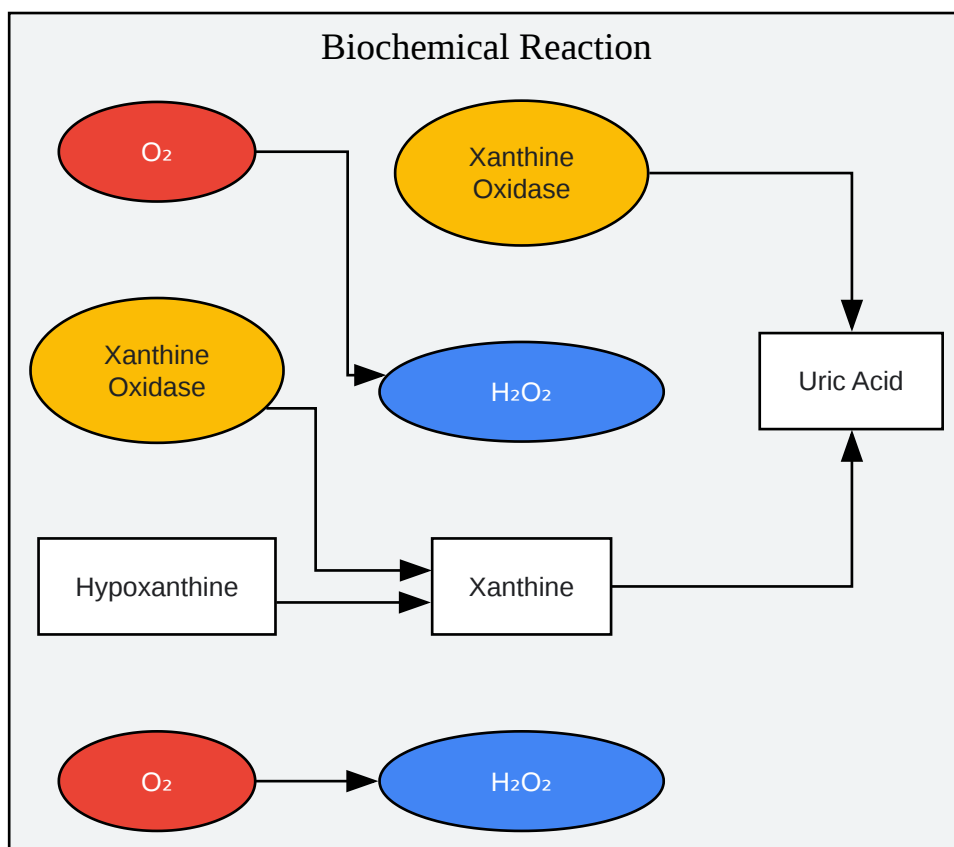 Biochemical Reaction
O₂
Xanthine
Oxidase
Xanthine
Oxidase
H₂O₂
Uric Acid
Hypoxanthine
Xanthine
O₂
H₂O₂